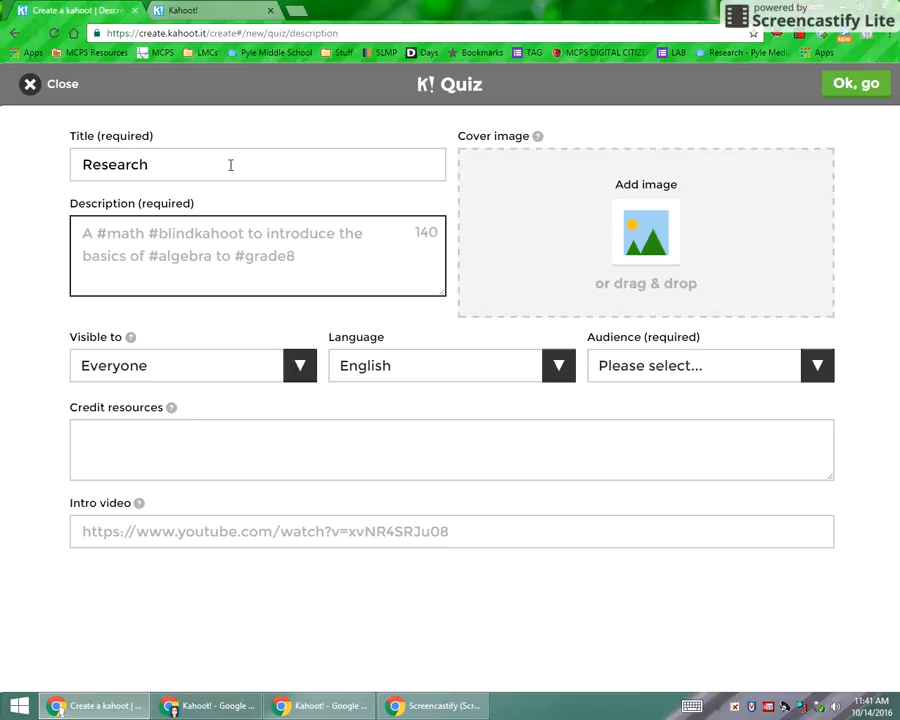 Create a kahoot | Descr
Kahoot!
powered by
Screencastify Lite
https://create.kahoot.it/create#/new/quiz/description
Apps
MCPS Resources
MCPS
LMCs
Pyle Middle School
Stuff
SLMP
Days
Bookmarks
TAG
MCPS DIGITAL CITIZE
LAB
Research - Pyle Medi
Apps
Close
K! Quiz
Ok, go
Title (required)
Research
Description (required)
A #math #blindkahoot to introduce the
basics of #algebra to #grade8
140
Cover image
Add image
or drag & drop
Visible to
Everyone
Language
English
Audience (required)
Please select...
Credit resources
Intro video
https://www.youtube.com/watch?v=xvNR4SRJu08
Create a kahoot | ...
Kahoot! - Google ...
Kahoot! - Google ...
Screencastify (Scr...
11:41 AM
10/14/2016